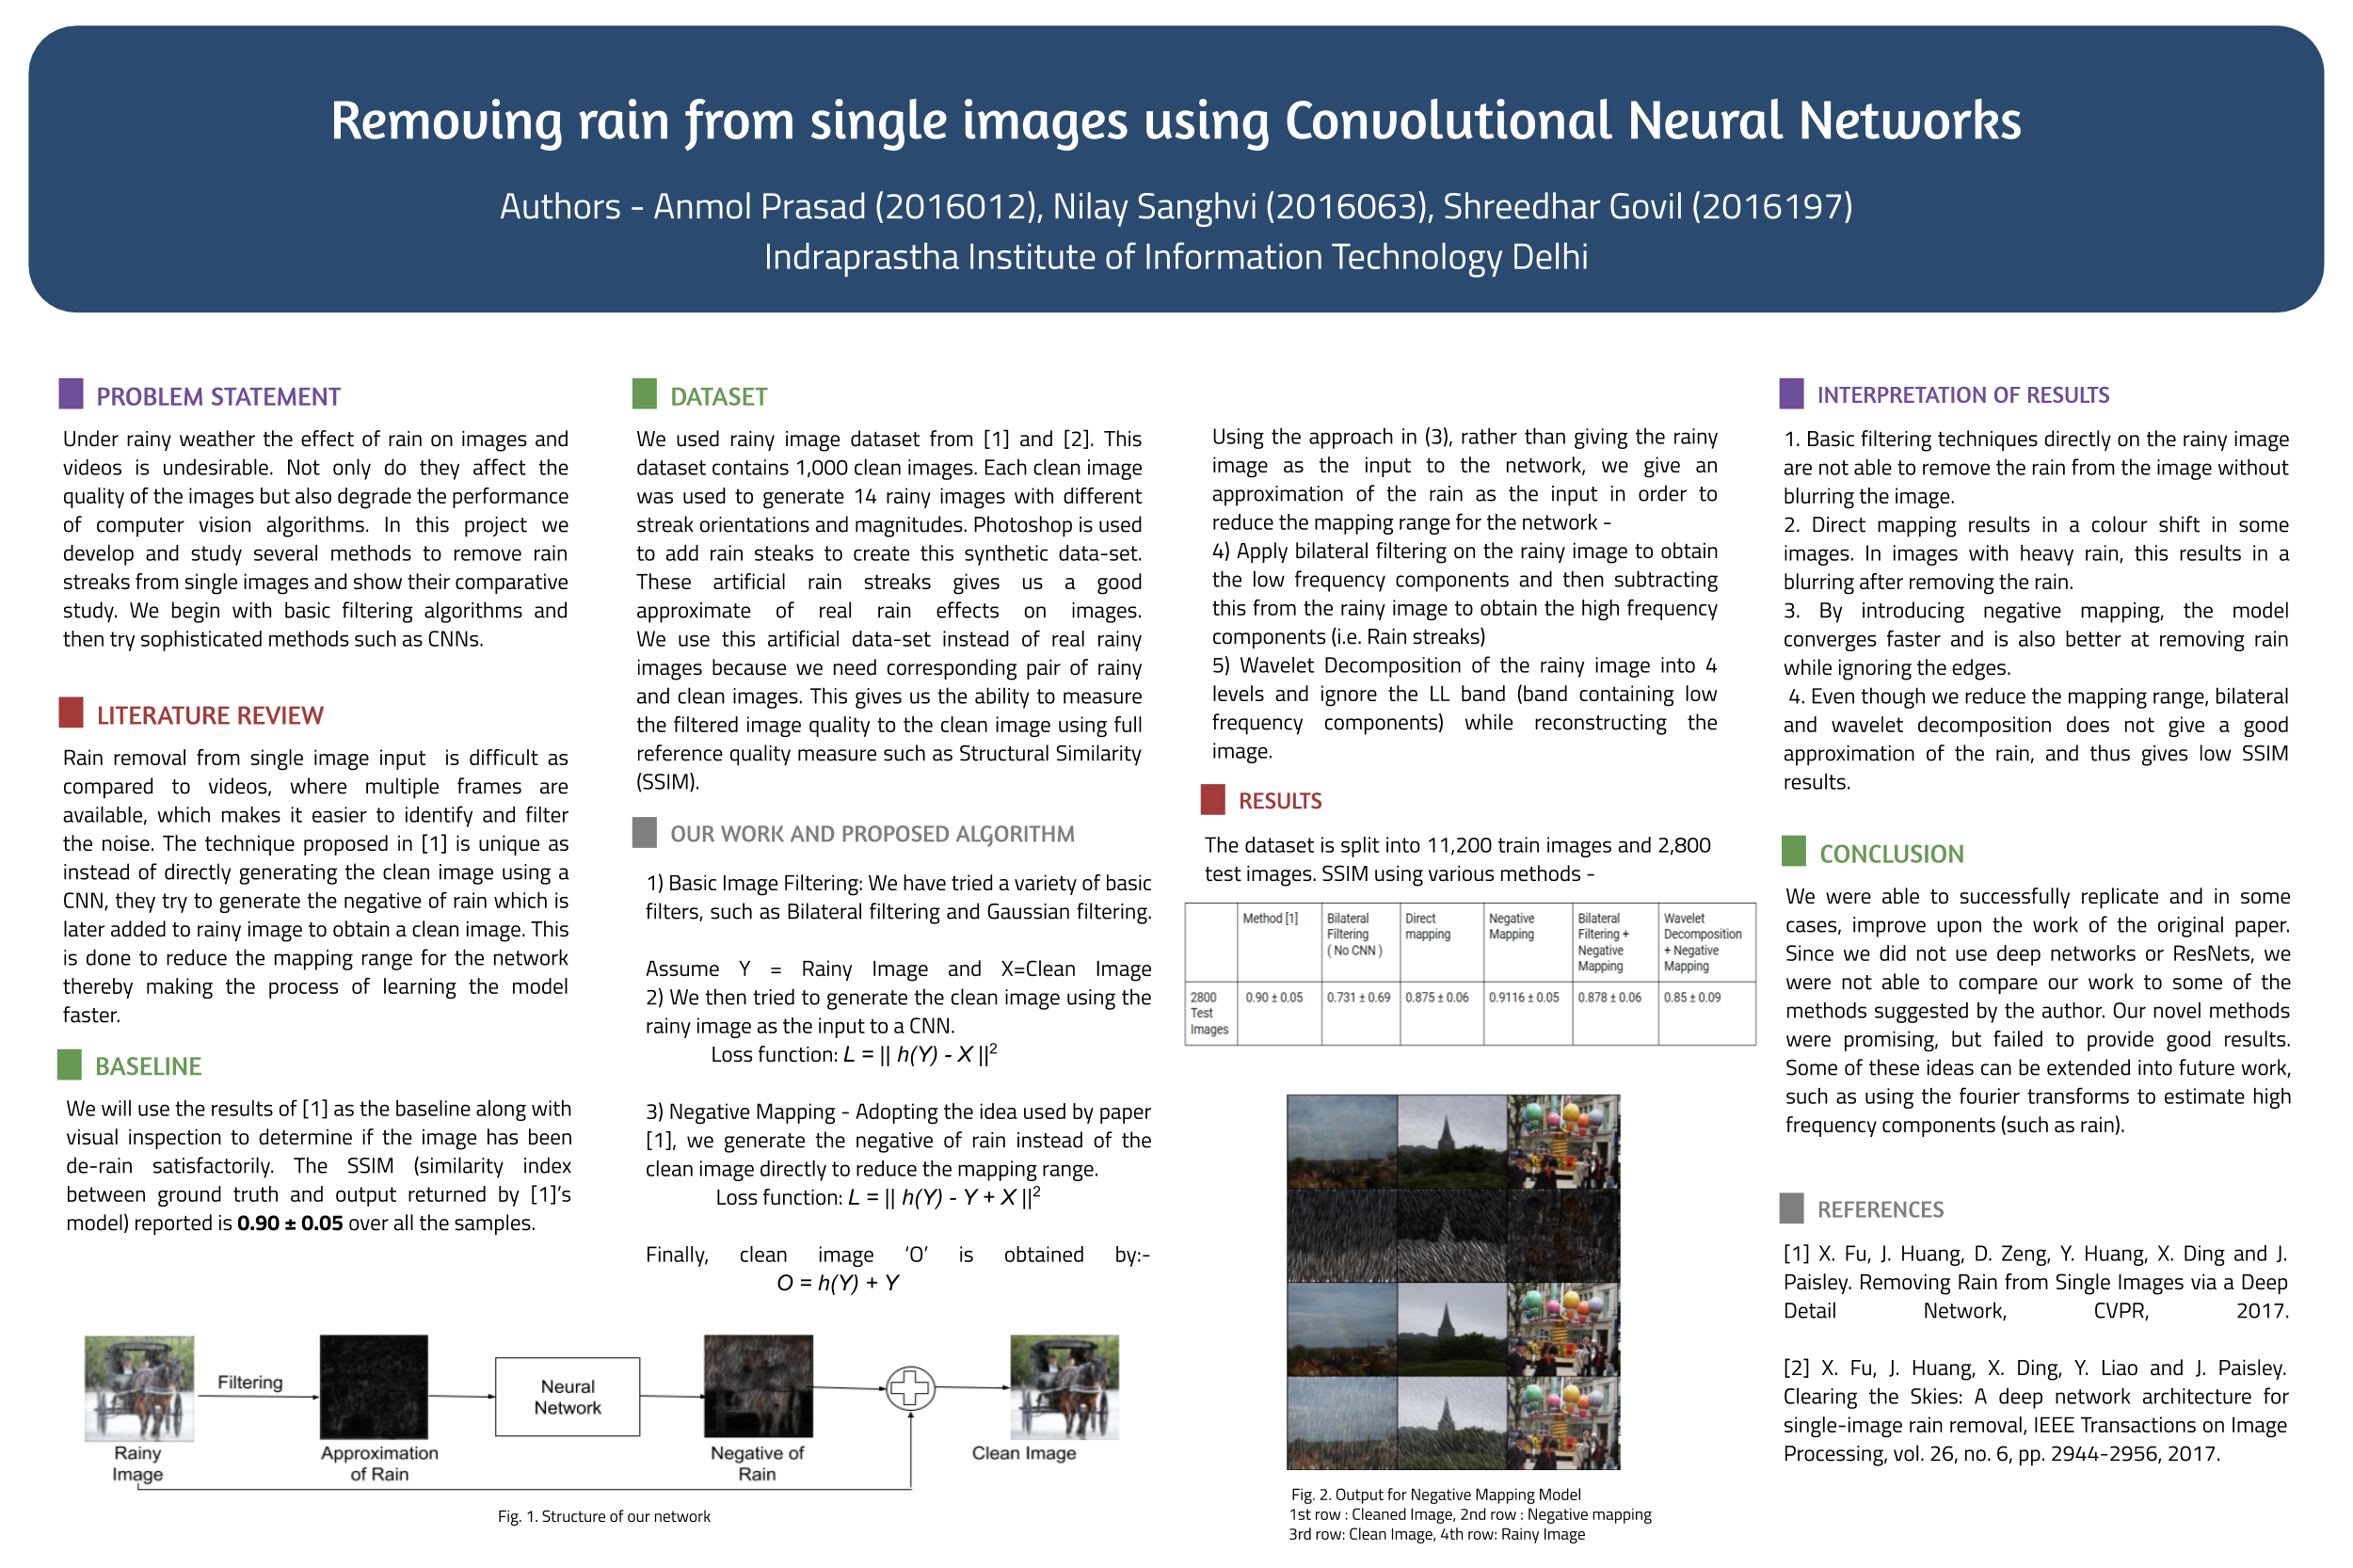 Removing rain from single images using Convolutional Neural Networks
Authors - Anmol Prasad (2016012), Nilay Sanghvi (2016063), Shreedhar Govil (2016197)
Indraprastha Institute of Information Technology Delhi
PROBLEM STATEMENT
Under rainy weather the effect of rain on images and
videos is undesirable. Not only do they affect the
quality of the images but also degrade the performance
of computer vision algorithms. In this project we
develop and study several methods to remove rain
streaks from single images and show their comparative
study. We begin with basic filtering algorithms and
then try sophisticated methods such as CNNs.
LITERATURE REVIEW
Rain removal from single image input is difficult as
compared to videos, where multiple frames are
available, which makes it easier to identify and filter
the noise. The technique proposed in [1] is unique as
instead of directly generating the clean image using a
CNN, they try to generate the negative of rain which is
later added to rainy image to obtain a clean image. This
is done to reduce the mapping range for the network
thereby making the process of learning the model
faster.
BASELINE
We will use the results of [1] as the baseline along with
visual inspection to determine if the image has been
de-rain satisfactorily. The SSIM (similarity index
between ground truth and output returned by [1]’s
model) reported is 0.90 ± 0.05 over all the samples.
DATASET
We used rainy image dataset from [1] and [2]. This
dataset contains 1,000 clean images. Each clean image
was used to generate 14 rainy images with different
streak orientations and magnitudes. Photoshop is used
to add rain steaks to create this synthetic data-set.
These artificial rain streaks gives us a good
approximate of real rain effects on images.
We use this artificial data-set instead of real rainy
images because we need corresponding pair of rainy
and clean images. This gives us the ability to measure
the filtered image quality to the clean image using full
reference quality measure such as Structural Similarity
(SSIM).
OUR WORK AND PROPOSED ALGORITHM
1) Basic Image Filtering: We have tried a variety of basic
filters, such as Bilateral filtering and Gaussian filtering.
Assume Y = Rainy Image and X=Clean Image
2) We then tried to generate the clean image using the
rainy image as the input to a CNN.
Loss function: L = || h(Y) - X ||²
3) Negative Mapping - Adopting the idea used by paper
[1], we generate the negative of rain instead of the
clean image directly to reduce the mapping range.
Loss function: L = || h(Y) - Y + X ||²
Finally, clean image ‘O’ is obtained by:-
O = h(Y) + Y
Filtering
Neural
Network
Rainy
Image
Approximation
of Rain
Negative of
Rain
Clean Image
Fig. 1. Structure of our network
Using the approach in (3), rather than giving the rainy
image as the input to the network, we give an
approximation of the rain as the input in order to
reduce the mapping range for the network -
4) Apply bilateral filtering on the rainy image to obtain
the low frequency components and then subtracting
this from the rainy image to obtain the high frequency
components (i.e. Rain streaks)
5) Wavelet Decomposition of the rainy image into 4
levels and ignore the LL band (band containing low
frequency components) while reconstructing the
image.
RESULTS
The dataset is split into 11,200 train images and 2,800
test images. SSIM using various methods -
Method [1]
Bilateral
Filtering
( No CNN )
Direct
mapping
Negative
Mapping
Bilateral
Filtering +
Negative
Mapping
Wavelet
Decomposition
+ Negative
Mapping
2800
Test
Images
0.90 ± 0.05
0.731 ± 0.69
0.875 ± 0.06
0.9116 ± 0.05
0.878 ± 0.06
0.85 ± 0.09
Fig. 2. Output for Negative Mapping Model
1st row : Cleaned Image, 2nd row : Negative mapping
3rd row: Clean Image, 4th row: Rainy Image
INTERPRETATION OF RESULTS
1. Basic filtering techniques directly on the rainy image
are not able to remove the rain from the image without
blurring the image.
2. Direct mapping results in a colour shift in some
images. In images with heavy rain, this results in a
blurring after removing the rain.
3. By introducing negative mapping, the model
converges faster and is also better at removing rain
while ignoring the edges.
4. Even though we reduce the mapping range, bilateral
and wavelet decomposition does not give a good
approximation of the rain, and thus gives low SSIM
results.
CONCLUSION
We were able to successfully replicate and in some
cases, improve upon the work of the original paper.
Since we did not use deep networks or ResNets, we
were not able to compare our work to some of the
methods suggested by the author. Our novel methods
were promising, but failed to provide good results.
Some of these ideas can be extended into future work,
such as using the fourier transforms to estimate high
frequency components (such as rain).
REFERENCES
[1] X. Fu, J. Huang, D. Zeng, Y. Huang, X. Ding and J.
Paisley. Removing Rain from Single Images via a Deep
Detail Network, CVPR, 2017.
[2] X. Fu, J. Huang, X. Ding, Y. Liao and J. Paisley.
Clearing the Skies: A deep network architecture for
single-image rain removal, IEEE Transactions on Image
Processing, vol. 26, no. 6, pp. 2944-2956, 2017.